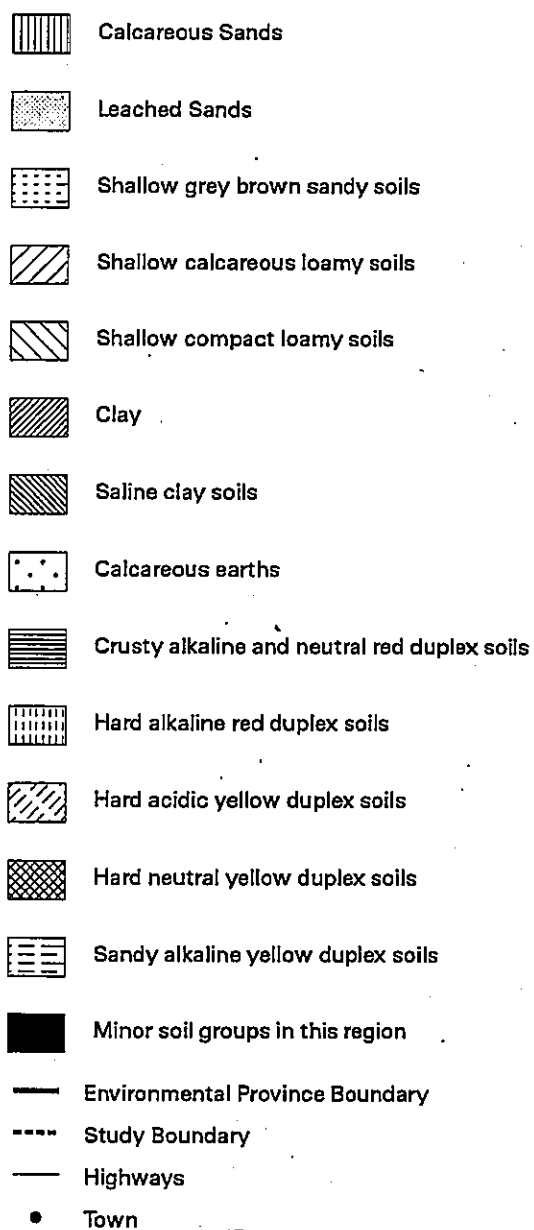 Calcareous Sands
Leached Sands
Shallow grey brown sandy soils
Shallow calcareous loamy soils
Shallow compact loamy soils
Clay
Saline clay soils
Calcareous earths
Crusty alkaline and neutral red duplex soils
Hard alkaline red duplex soils
Hard acidic yellow duplex soils
Hard neutral yellow duplex soils
Sandy alkaline yellow duplex soils
Minor soil groups in this region
Environmental Province Boundary
Study Boundary
Highways
Town